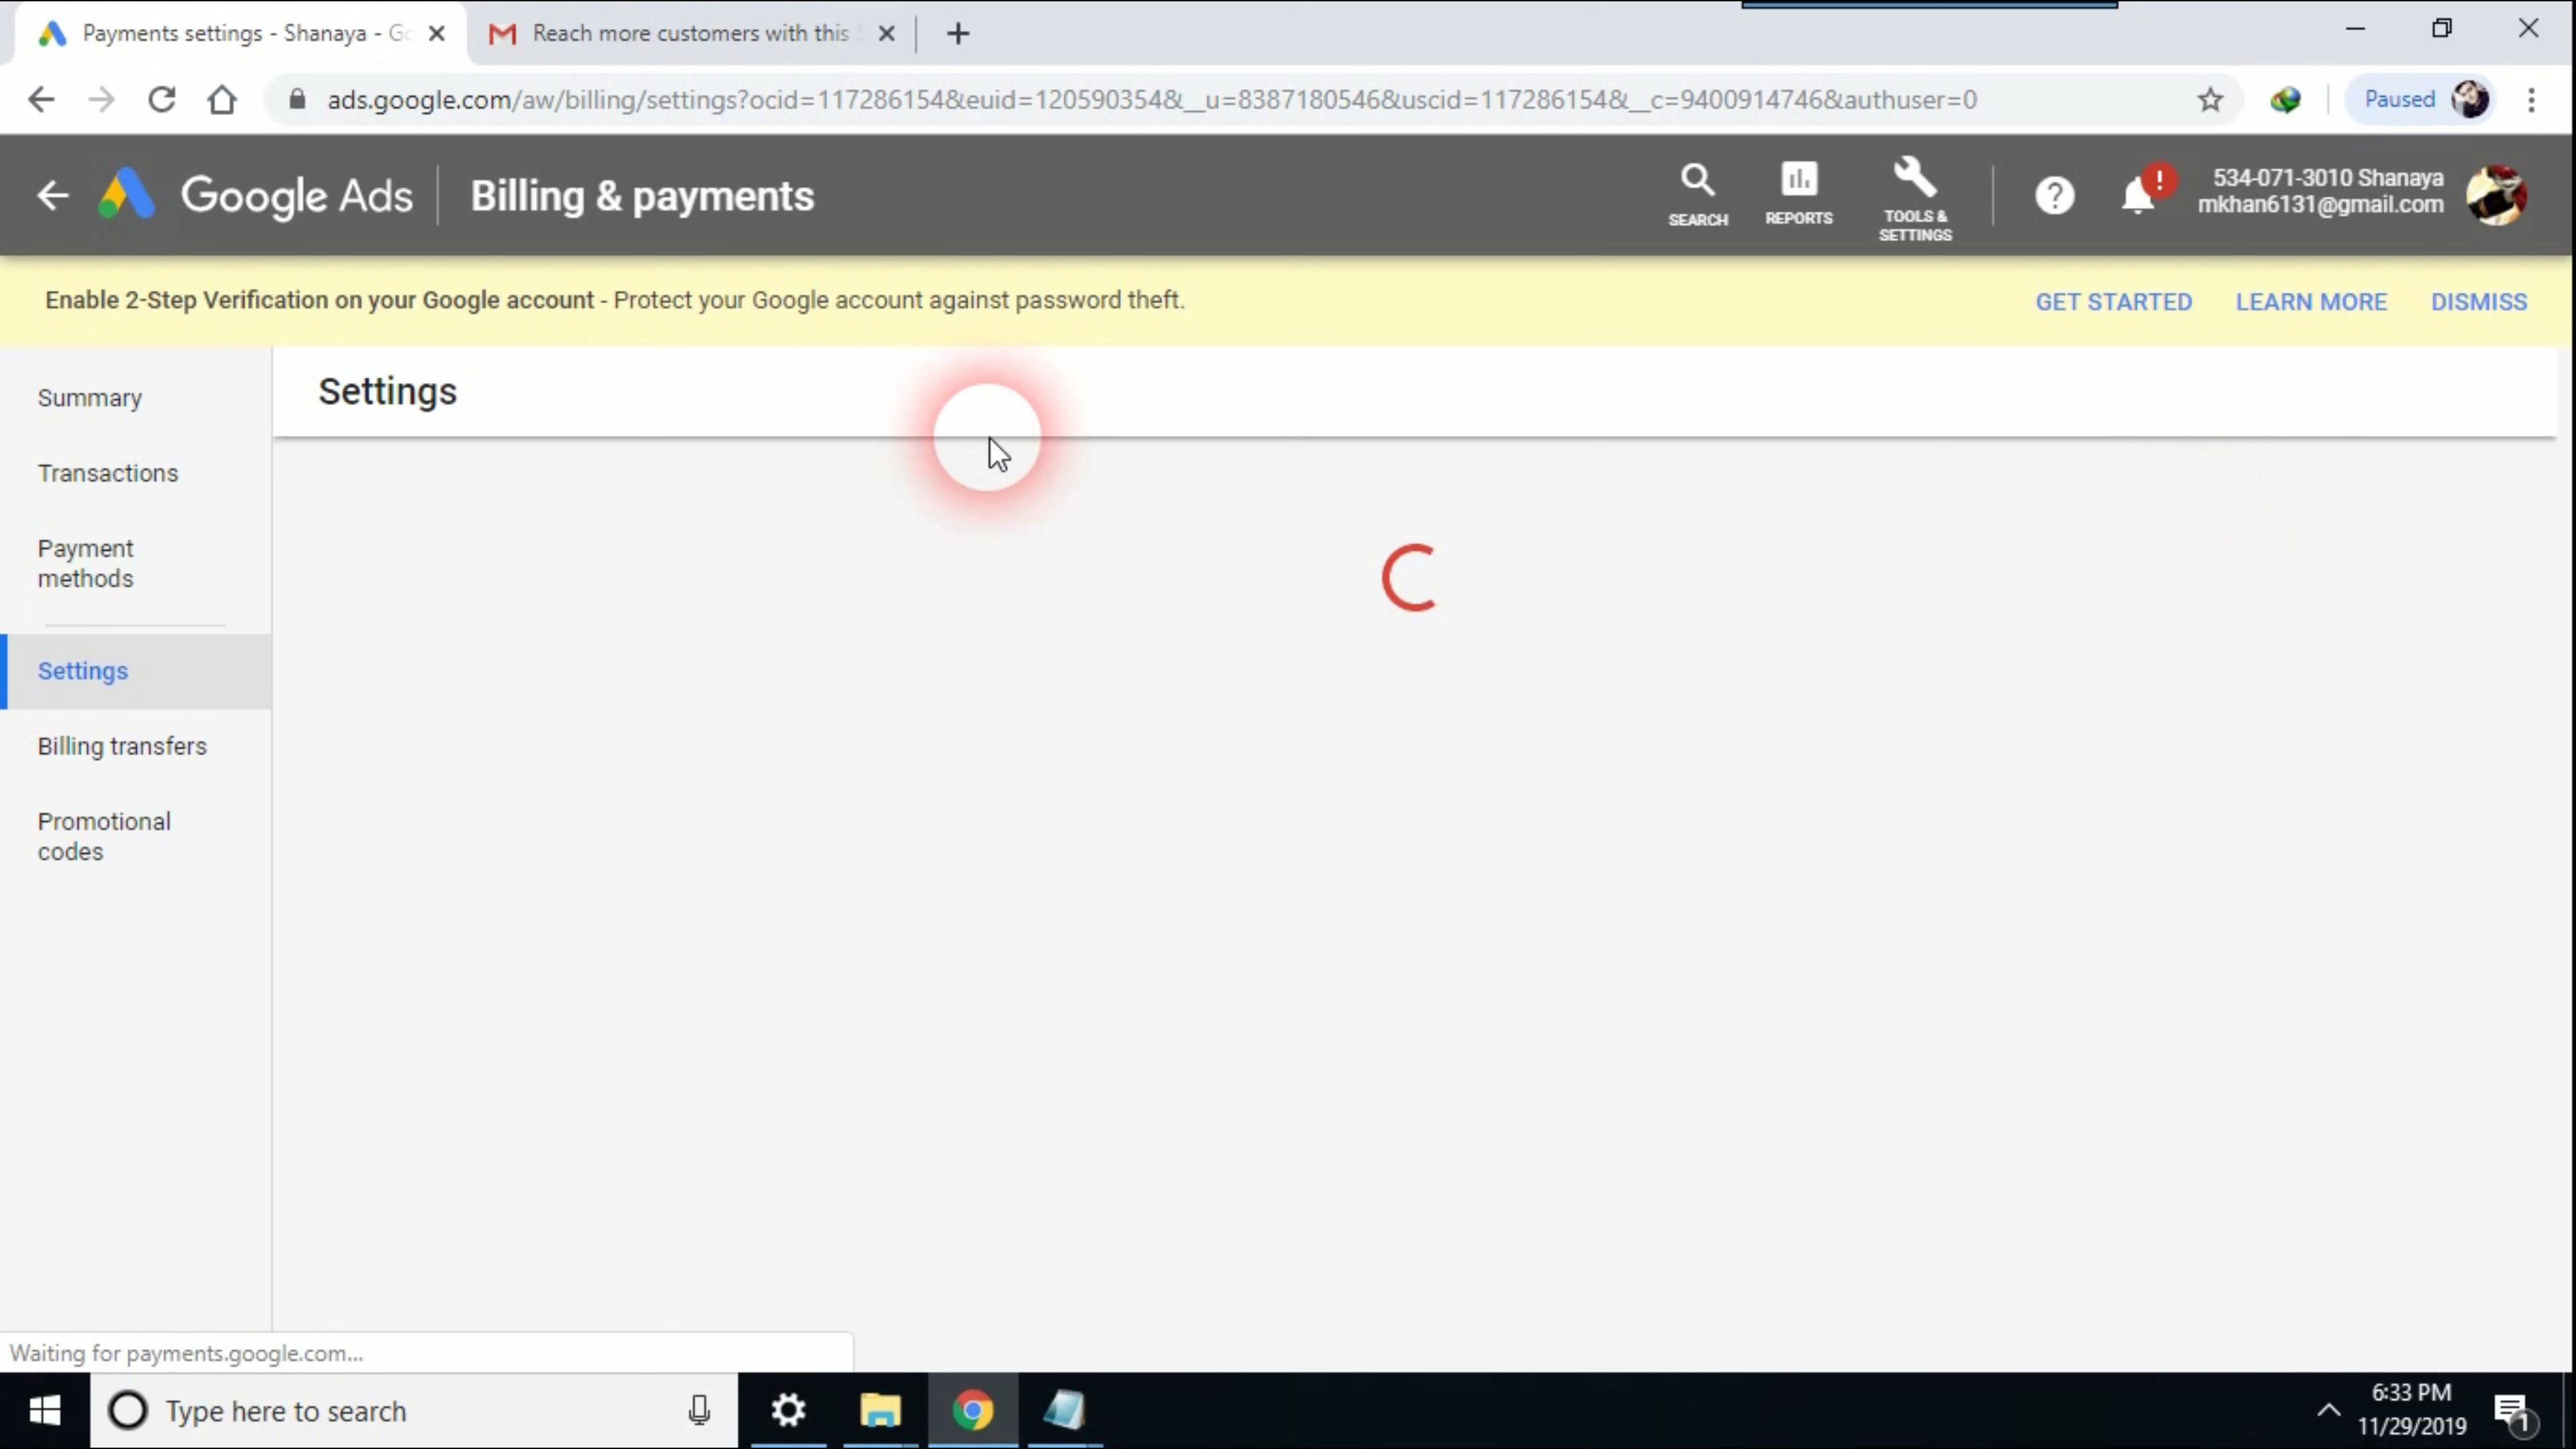 Payments settings - Shanaya - Go
Reach more customers with this
ads.google.com/aw/billing/settings?ocid=117286154&euid=120590354&__u=8387180546&uscid=117286154&__c=9400914746&authuser=0
Paused
Google Ads
Billing & payments
SEARCH
REPORTS
TOOLS &
SETTINGS
534-071-3010 Shanaya
mkhan6131@gmail.com
Enable 2-Step Verification on your Google account - Protect your Google account against password theft.
GET STARTED
LEARN MORE
DISMISS
Settings
Summary
Transactions
Payment
methods
Settings
Billing transfers
Promotional
codes
Waiting for payments.google.com...
Type here to search
6:33 PM
11/29/2019
1